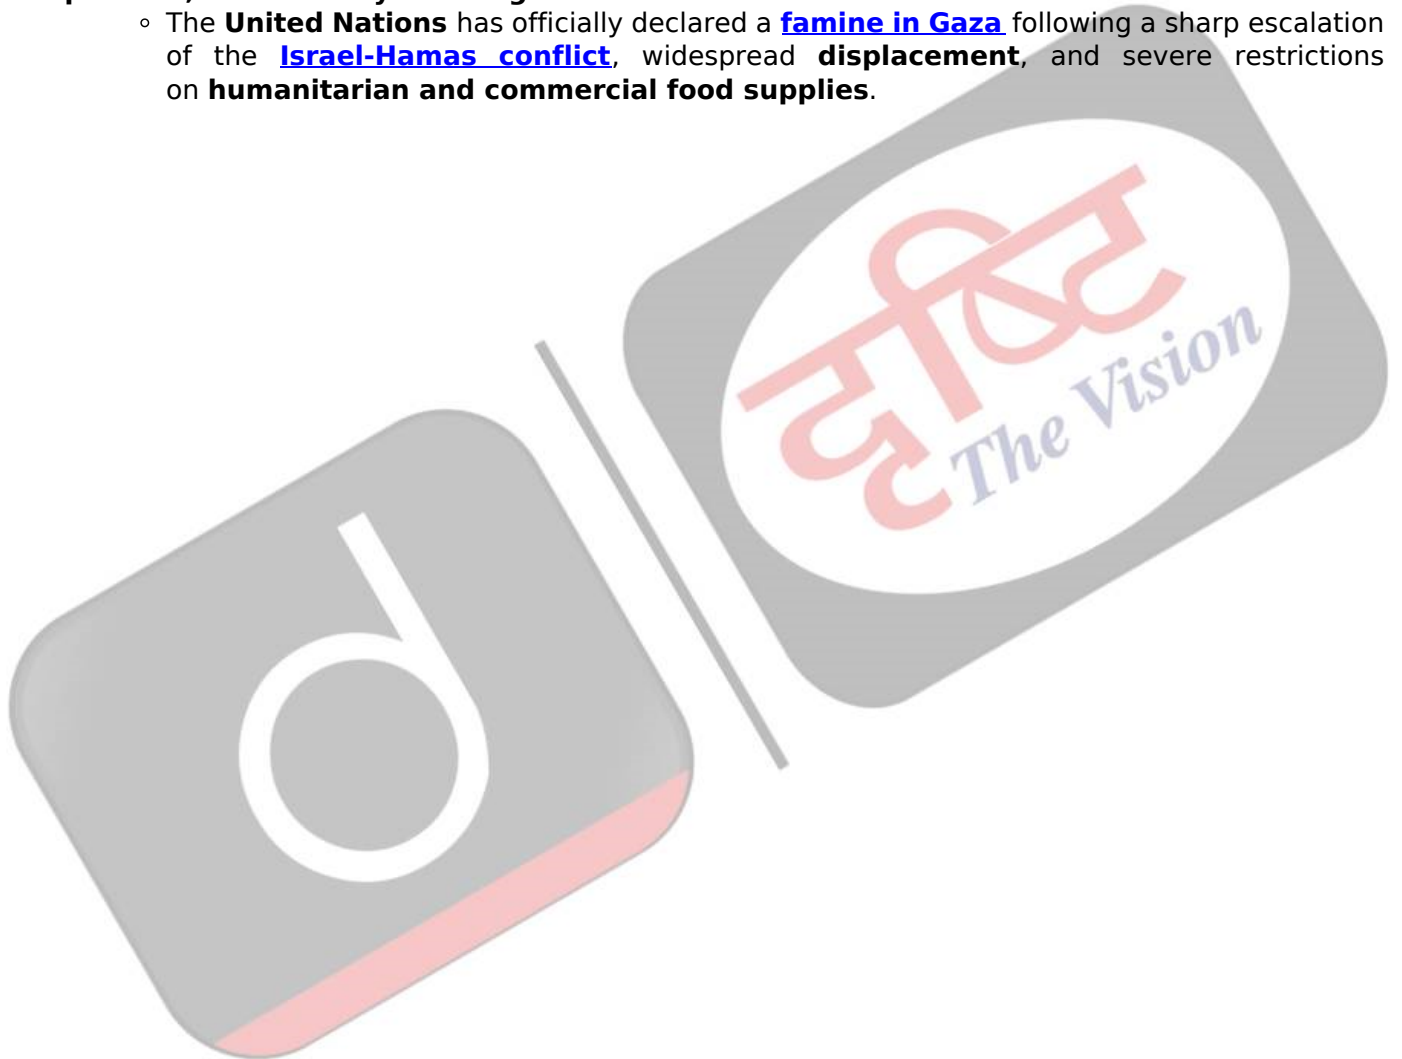 The United Nations has officially declared a famine in Gaza following a sharp escalation
of the Israel-Hamas conflict, widespread displacement, and severe restrictions
on humanitarian and commercial food supplies.
दृष्टि
The Vision
d